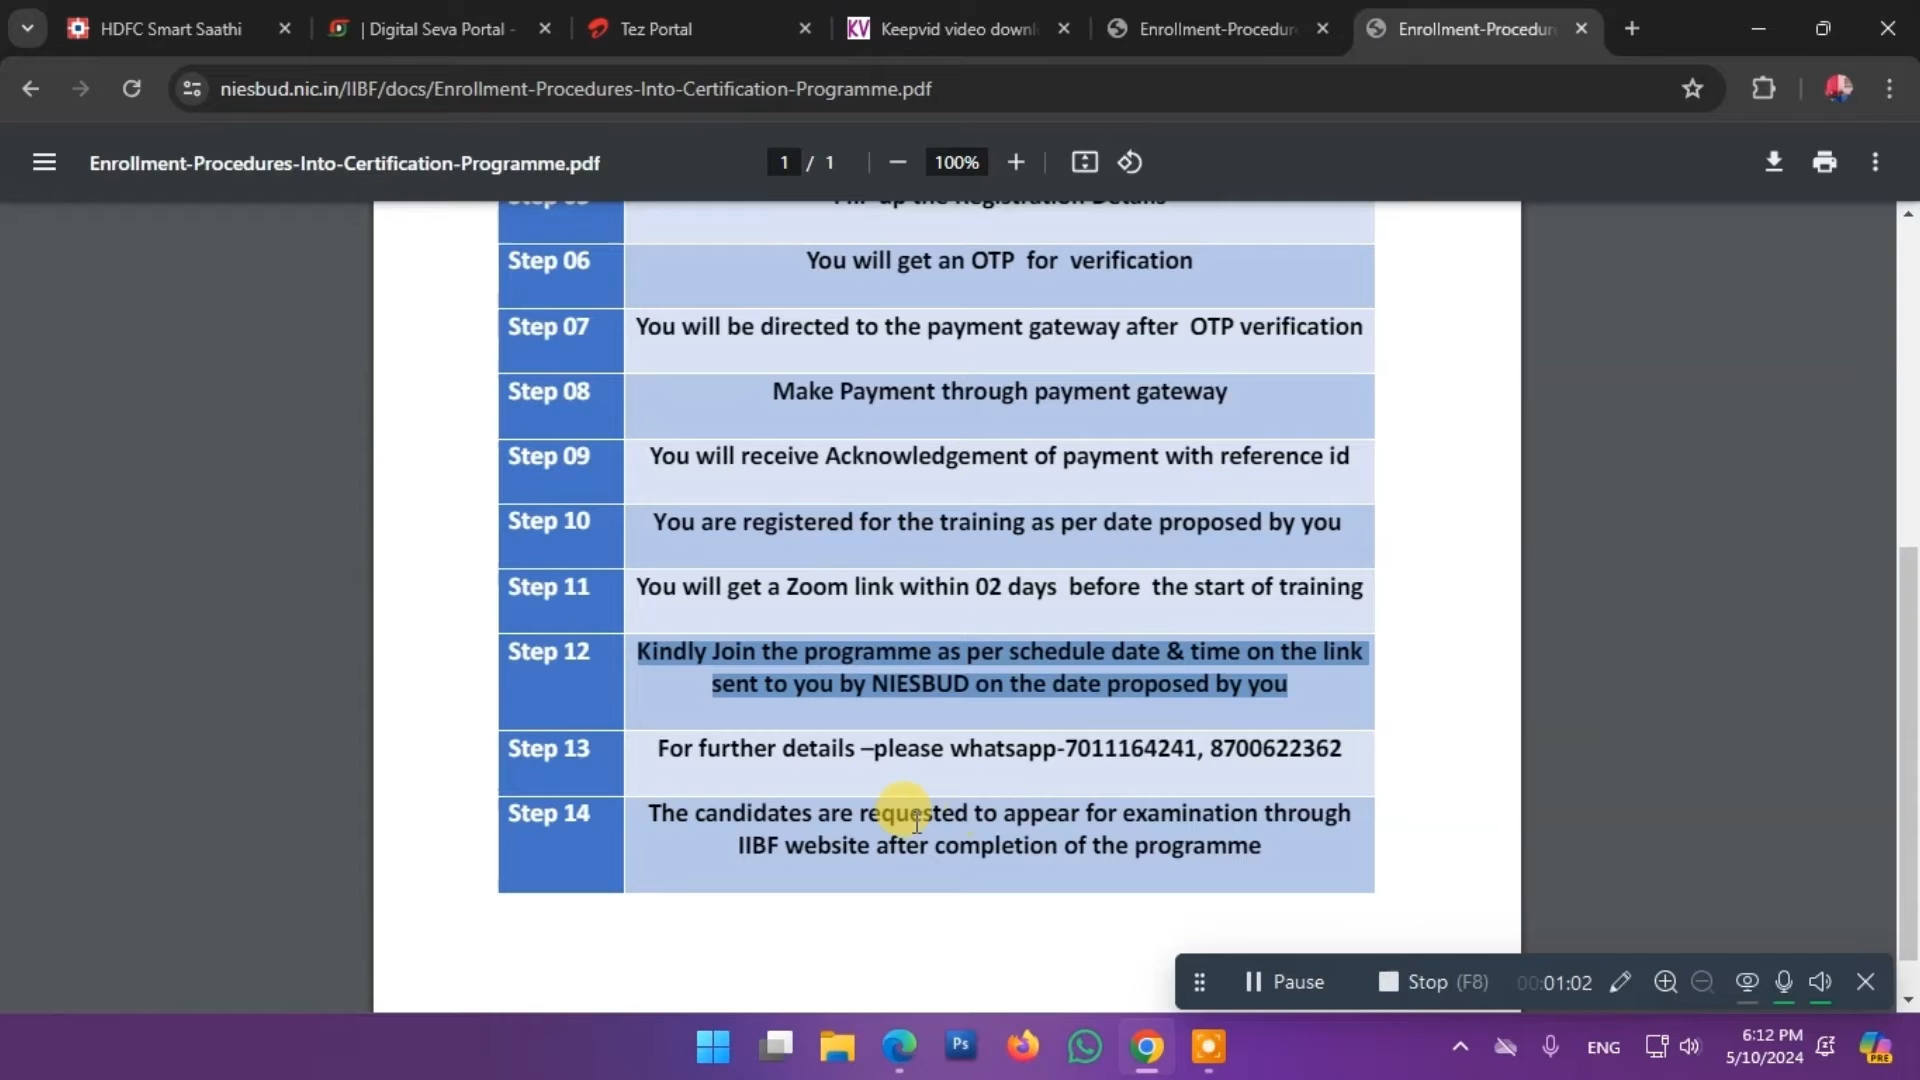 HDFC Smart Saathi
| Digital Seva Portal -
Tez Portal
KV Keepvid video downl
Enrollment-Procedur
Enrollment-Procedur
niesbud.nic.in/IIBF/docs/Enrollment-Procedures-Into-Certification-Programme.pdf
Enrollment-Procedures-Into-Certification-Programme.pdf
1 / 1
100%
up the Registration Details
Step 06 You will get an OTP for verification
Step 07 You will be directed to the payment gateway after OTP verification
Step 08 Make Payment through payment gateway
Step 09 You will receive Acknowledgement of payment with reference id
Step 10 You are registered for the training as per date proposed by you
Step 11 You will get a Zoom link within 02 days before the start of training
Step 12 Kindly Join the programme as per schedule date & time on the link
sent to you by NIESBUD on the date proposed by you
Step 13 For further details –please whatsapp-7011164241, 8700622362
Step 14 The candidates are requested to appear for examination through
IIBF website after completion of the programme
Pause
Stop (F8)
00:01:02
Ps
ENG
6:12 PM
5/10/2024
PRE